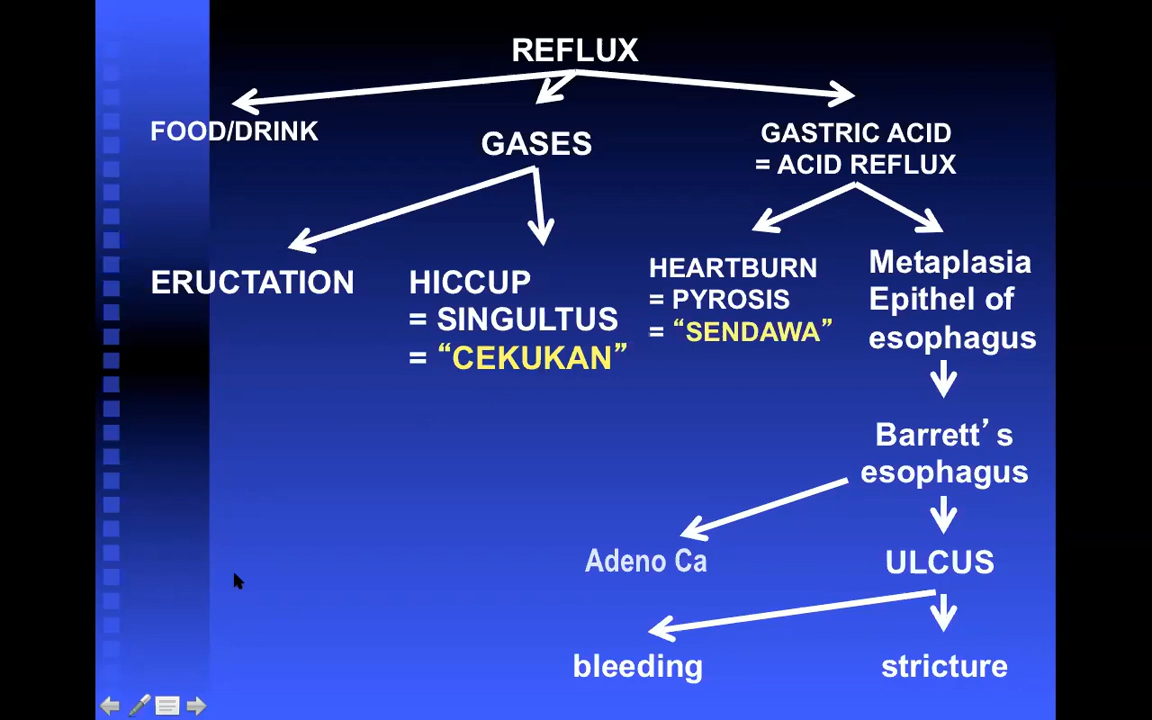 REFLUX
FOOD/DRINK
GASES
GASTRIC ACID
= ACID REFLUX
ERUCTATION
HICCUP
= SINGULTUS
= “CEKUKAN”
HEARTBURN
= PYROSIS
= “SENDAWA”
Metaplasia
Epithel of
esophagus
Barrett’s
esophagus
Adeno Ca
ULCUS
bleeding
stricture